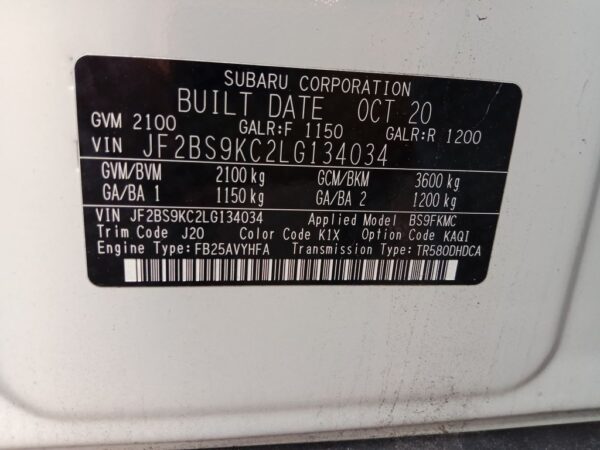 SUBARU CORPORATION
BUILT DATE OCT 20
GVM 2100 GALR:F 1150 GALR:R 1200
VIN JF2BS9KC2LG134034
GVM/BVM 2100 kg GCM/BKM 3600 kg
GA/BA 1 1150 kg GA/BA 2 1200 kg
VIN JF2BS9KC2LG134034 Applied Model BS9FKMC
Trim Code J20 Color Code K1X Option Code KAQI
Engine Type:FB25AVYHFA Transmission Type:TR580DHDCA